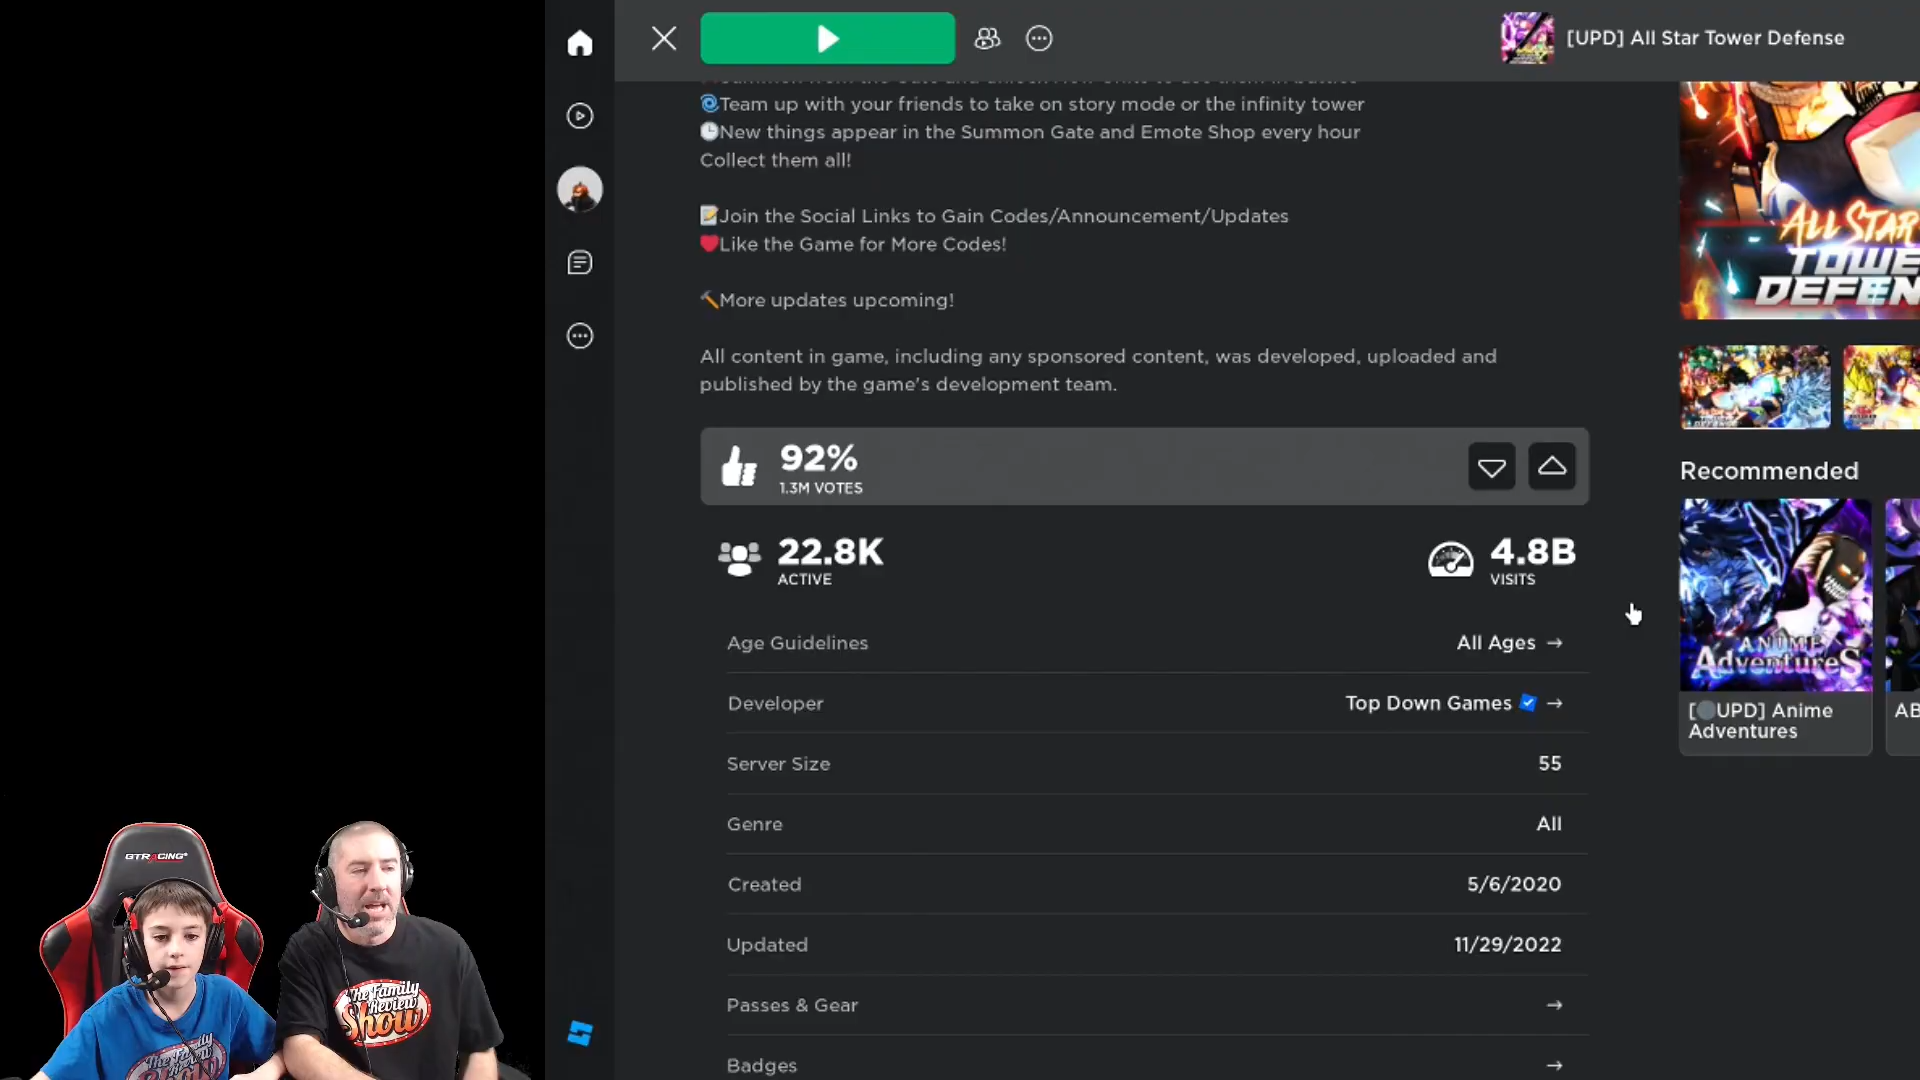 [UPD] All Star Tower Defense
Team up with your friends to take on story mode or the infinity tower
New things appear in the Summon Gate and Emote Shop every hour
Collect them all!
Join the Social Links to Gain Codes/Announcement/Updates
Like the Game for More Codes!
More updates upcoming!
All content in game, including any sponsored content, was developed, uploaded and
published by the game's development team.
92%
1.3M VOTES
22.8K
ACTIVE
4.8B
VISITS
Age Guidelines
All Ages →
Developer
Top Down Games →
Server Size
55
Genre
All
Created
5/6/2020
Updated
11/29/2022
Passes & Gear
→
Badges
→
ALL STAR
TOWE
DEFEN
Recommended
ANIME
AdventureS
[UPD] Anime
Adventures
AB
GTRACING
The Family
Review
Show
The Family
Review